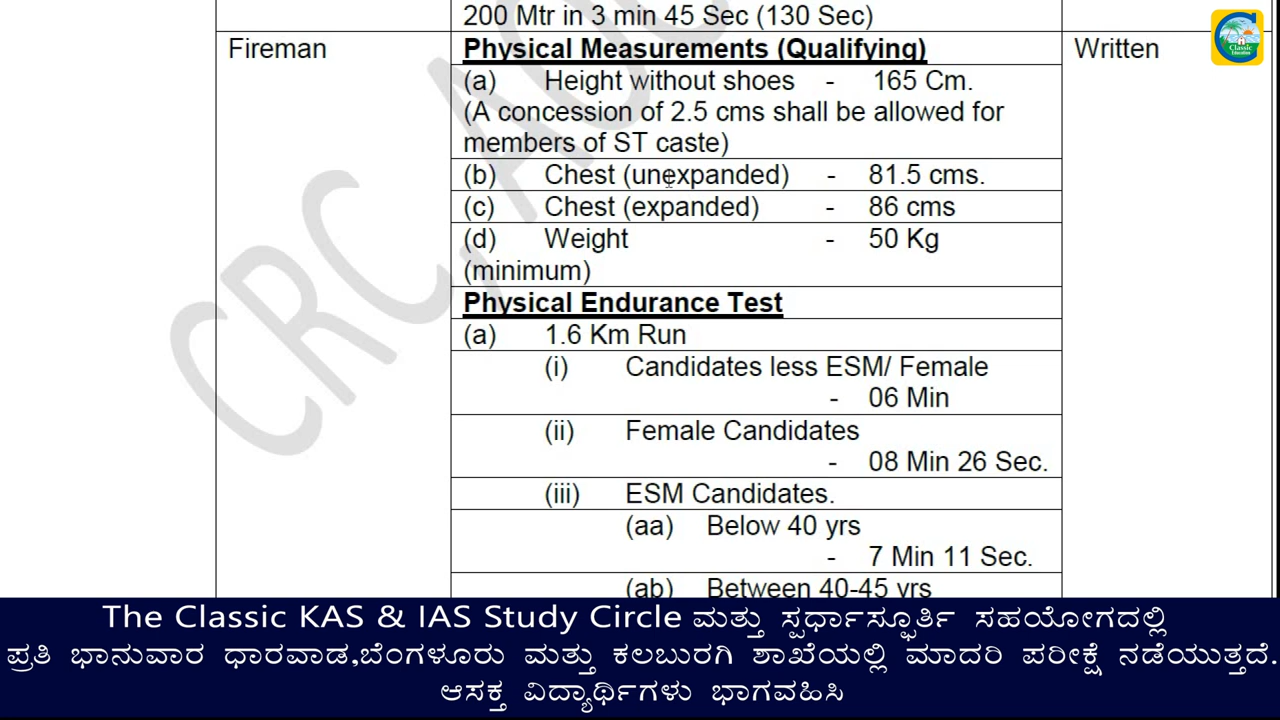 200 Mtr in 3 min 45 Sec (130 Sec)
Fireman
Physical Measurements (Qualifying)
Written
(a) Height without shoes - 165 Cm.
(A concession of 2.5 cms shall be allowed for
members of ST caste)
(b) Chest (unexpanded) - 81.5 cms.
(c) Chest (expanded) - 86 cms
(d) Weight - 50 Kg
(minimum)
Physical Endurance Test
(a) 1.6 Km Run
(i) Candidates less ESM/ Female
- 06 Min
(ii) Female Candidates
- 08 Min 26 Sec.
(iii) ESM Candidates.
(aa) Below 40 yrs
- 7 Min 11 Sec.
(ab) Between 40-45 yrs
CRC, AOC
Classic
Education
The Classic KAS & IAS Study Circle ಮತ್ತು ಸ್ಪರ್ಧಾಸ್ಫೂರ್ತಿ ಸಹಯೋಗದಲ್ಲಿ
ಪ್ರತಿ ಭಾನುವಾರ ಧಾರವಾಡ,ಬೆಂಗಳೂರು ಮತ್ತು ಕಲಬುರಗಿ ಶಾಖೆಯಲ್ಲಿ ಮಾದರಿ ಪರೀಕ್ಷೆ ನಡೆಯುತ್ತದೆ.
ಆಸಕ್ತ ವಿದ್ಯಾರ್ಥಿಗಳು ಭಾಗವಹಿಸಿ